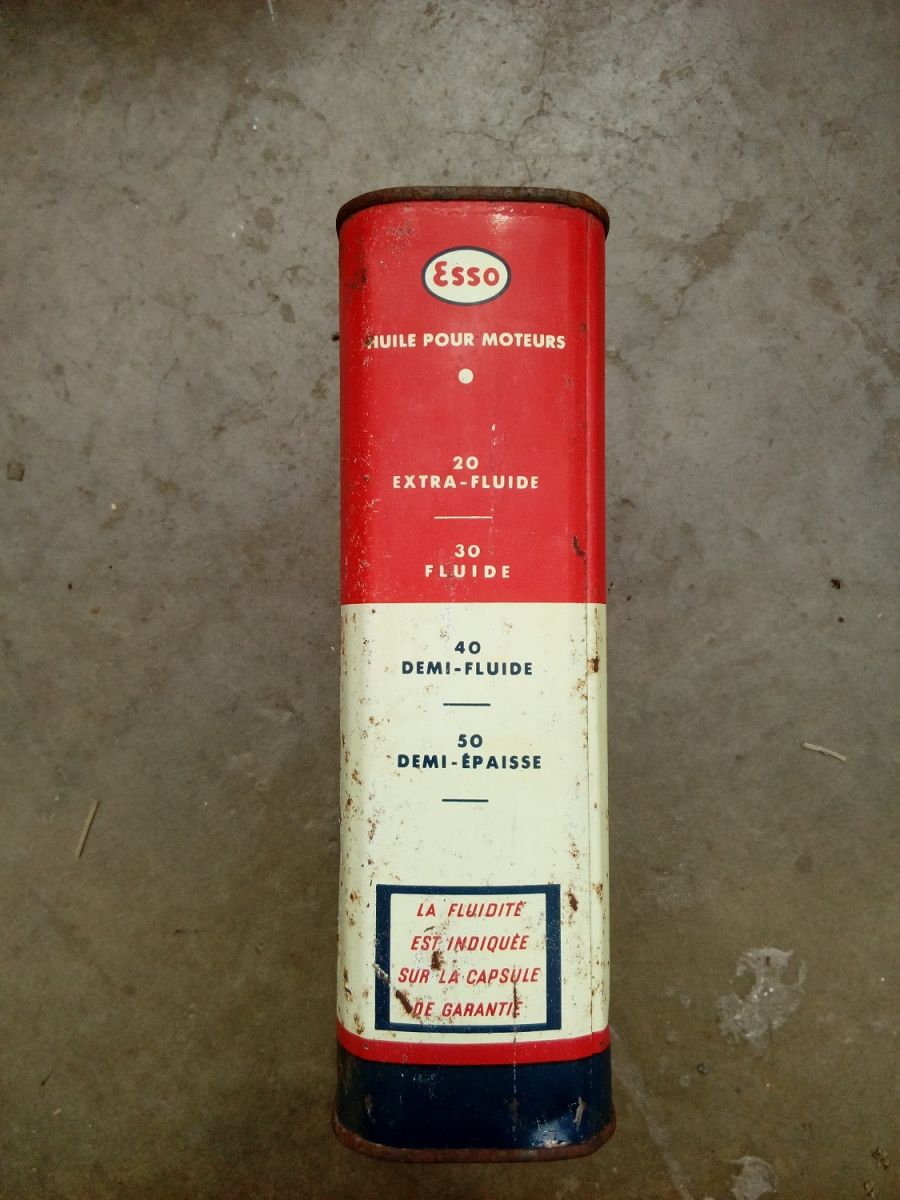 Esso
HUILE POUR MOTEURS
20
EXTRA-FLUIDE
30
FLUIDE
40
DEMI-FLUIDE
50
DEMI-ÉPAISSE
LA FLUIDITÉ
EST INDIQUÉE
SUR LA CAPSULE
DE GARANTIE